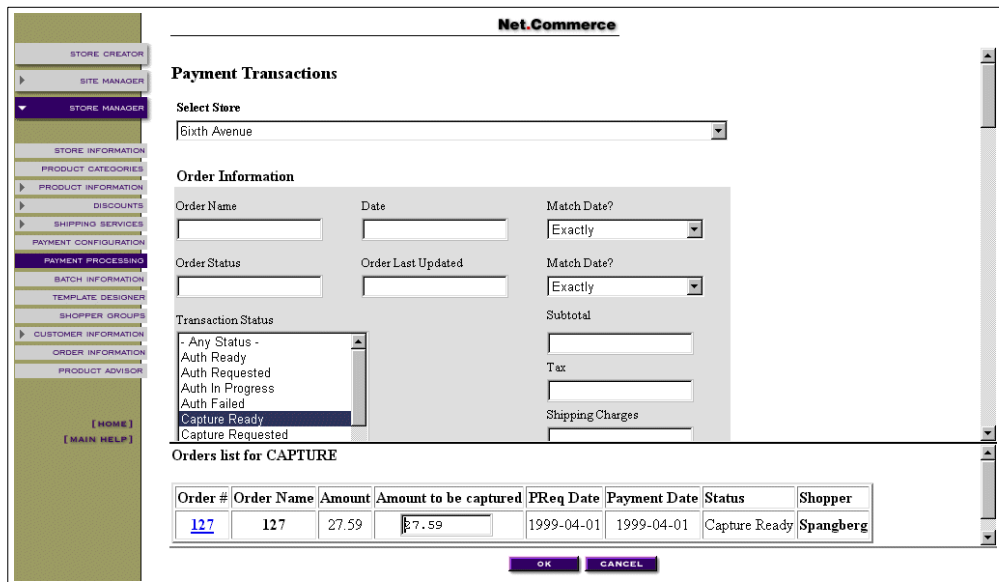 Net.Commerce
STORE CREATOR
SITE MANAGER
STORE MANAGER
STORE INFORMATION
PRODUCT CATEGORIES
PRODUCT INFORMATION
DISCOUNTS
SHIPPING SERVICES
PAYMENT CONFIGURATION
PAYMENT PROCESSING
BATCH INFORMATION
TEMPLATE DESIGNER
SHOPPER GROUPS
CUSTOMER INFORMATION
ORDER INFORMATION
PRODUCT ADVISOR
[HOME]
[MAIN HELP]
Payment Transactions
Select Store
6ixth Avenue
Order Information
Order Name Date Match Date?
Exactly
Order Status Order Last Updated Match Date?
Exactly
Transaction Status Subtotal
- Any Status -
Auth Ready
Auth Requested
Auth In Progress
Auth Failed
Capture Ready
Capture Requested
Tax
Shipping Charges
Orders list for CAPTURE
Order # Order Name Amount Amount to be captured PReq Date Payment Date Status Shopper
127 127 27.59 27.59 1999-04-01 1999-04-01 Capture Ready Spangberg
OK CANCEL